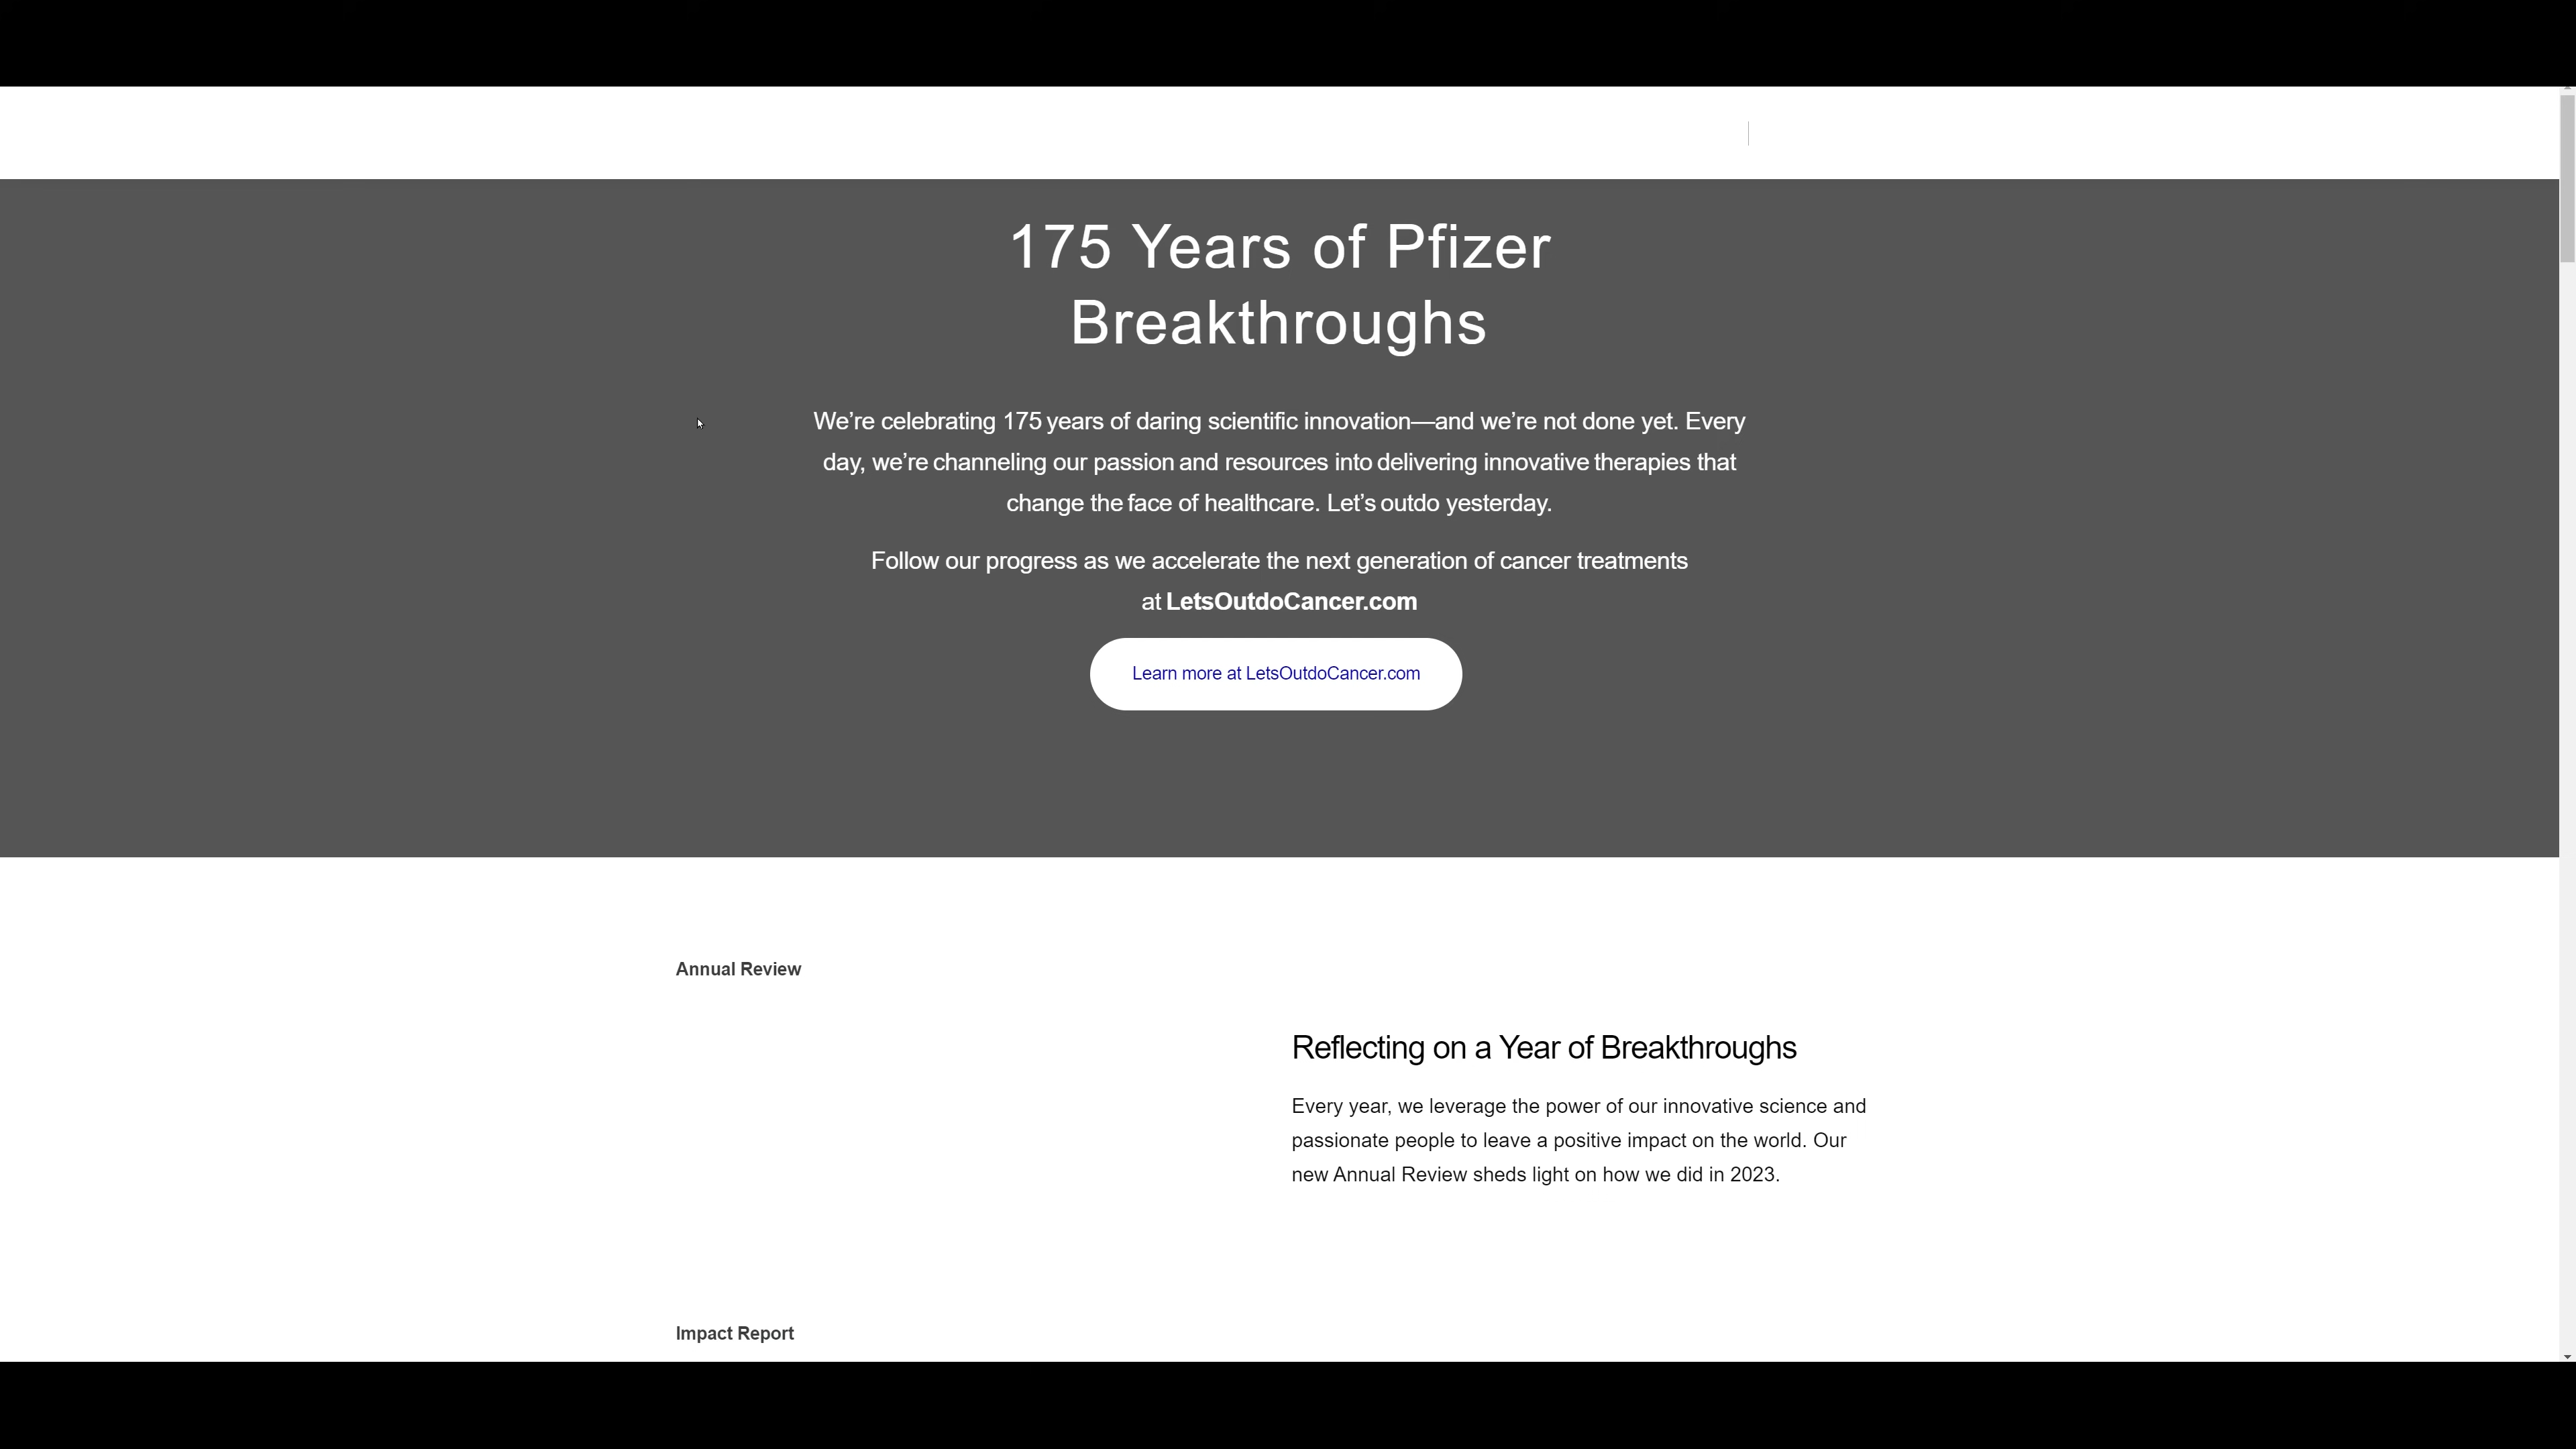 175 Years of Pfizer
Breakthroughs
We’re celebrating 175 years of daring scientific innovation—and we’re not done yet. Every
day, we’re channeling our passion and resources into delivering innovative therapies that
change the face of healthcare. Let’s outdo yesterday.
Follow our progress as we accelerate the next generation of cancer treatments
at LetsOutdoCancer.com
Learn more at LetsOutdoCancer.com
Annual Review
Reflecting on a Year of Breakthroughs
Every year, we leverage the power of our innovative science and
passionate people to leave a positive impact on the world. Our
new Annual Review sheds light on how we did in 2023.
Impact Report